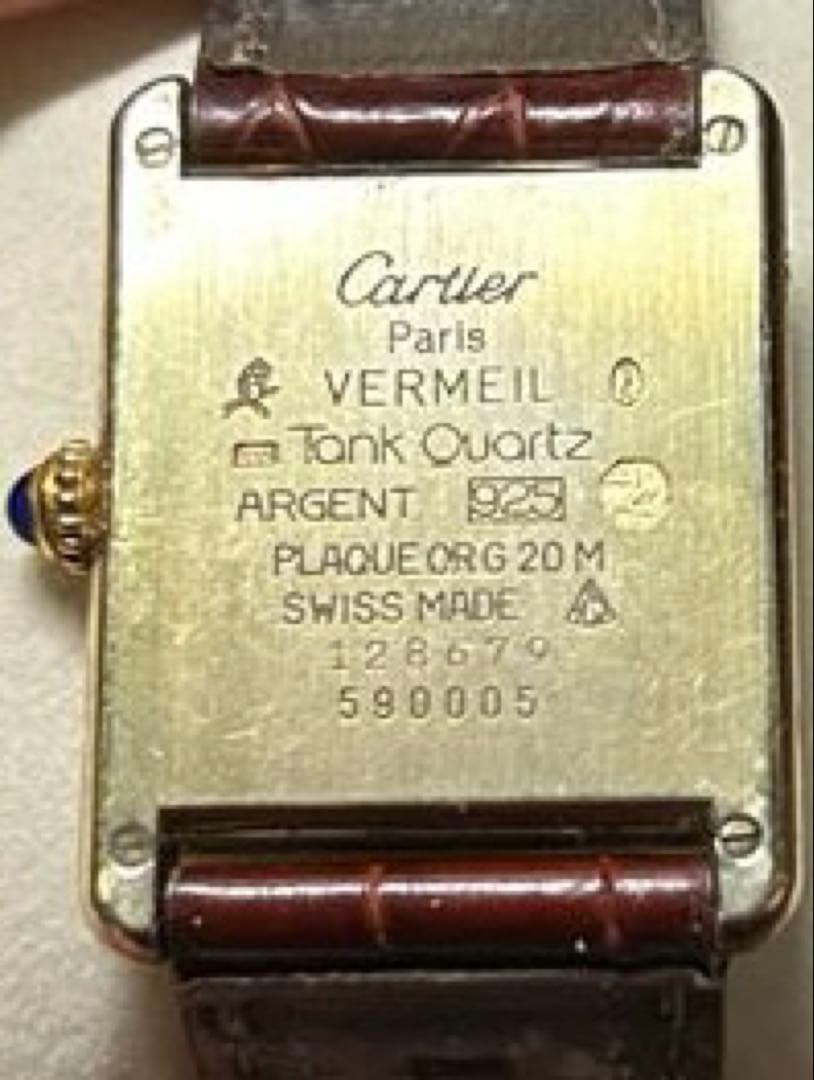 Cartier
Paris
VERMEIL
Tank Quartz
ARGENT 925
PLAQUE OR G 20 M
SWISS MADE
128679
590005